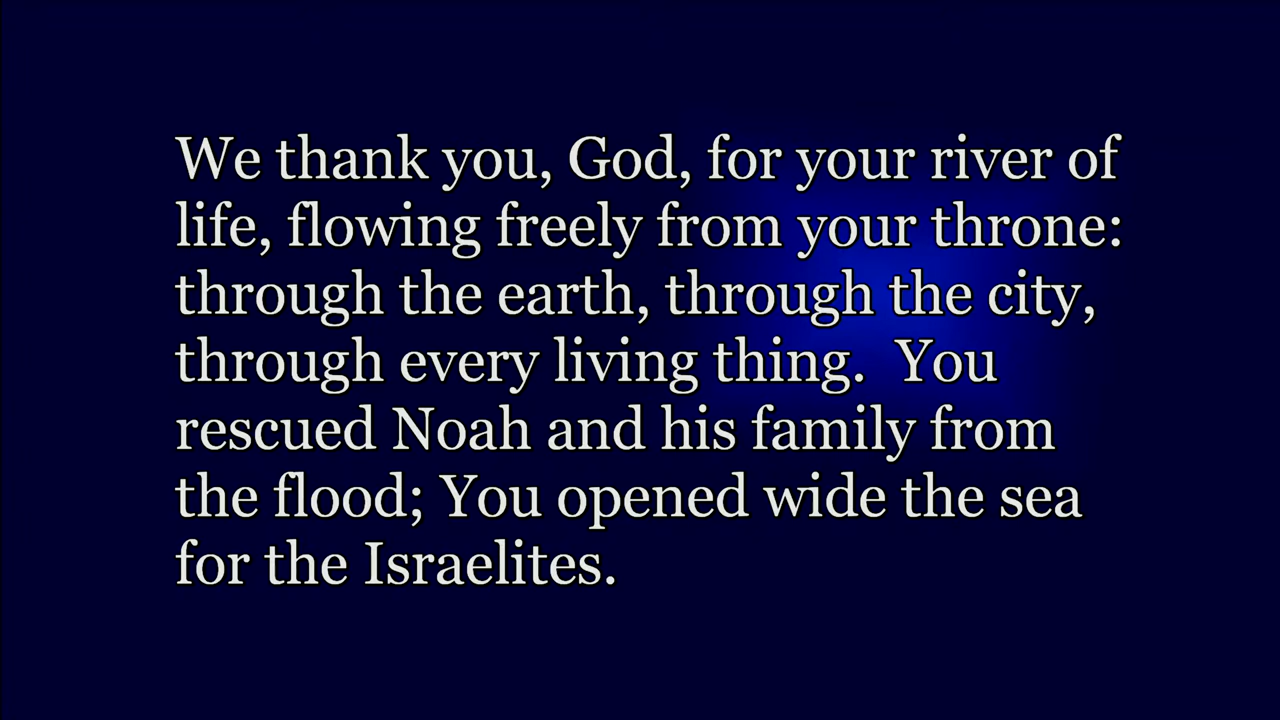 We thank you, God, for your river of
life, flowing freely from your throne:
through the earth, through the city,
through every living thing.  You
rescued Noah and his family from
the flood; You opened wide the sea
for the Israelites.